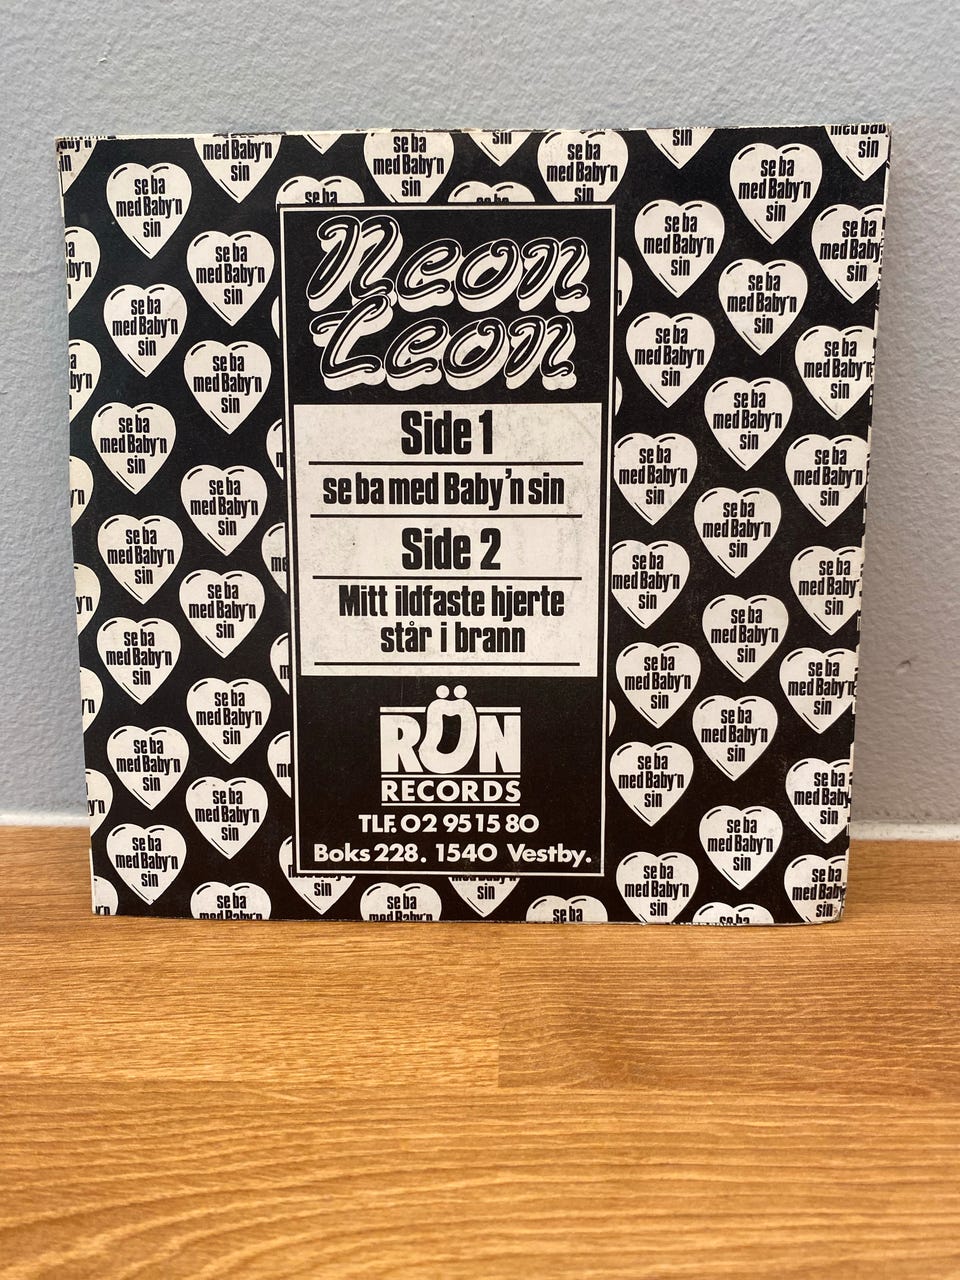 Neon
Leon
Side 1
se ba med Baby'n sin
Side 2
Mitt ildfaste hjerte
står i brann
RÖN
RECORDS
TLF. 02 95 15 80
Boks 228. 1540 Vestby.
se ba
med Baby'n
sin